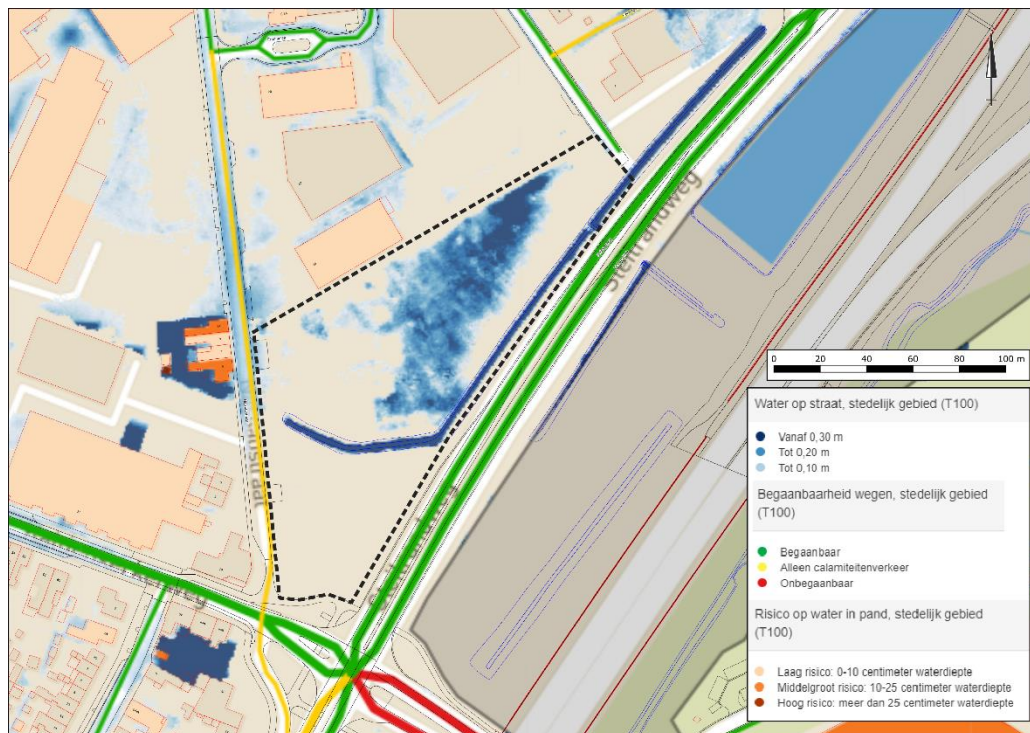 Stelrandweg
Stelrandweg
0 20 40 60 80 100 m
Water op straat, stedelijk gebied (T100)
Vanaf 0,30 m
Tot 0,20 m
Tot 0,10 m
Begaanbaarheid wegen, stedelijk gebied
(T100)
Begaanbaar
Alleen calamiteitenverkeer
Onbegaanbaar
Risico op water in pand, stedelijk gebied
(T100)
Laag risico: 0-10 centimeter waterdiepte
Middelgroot risico: 10-25 centimeter waterdiepte
Hoog risico: meer dan 25 centimeter waterdiepte